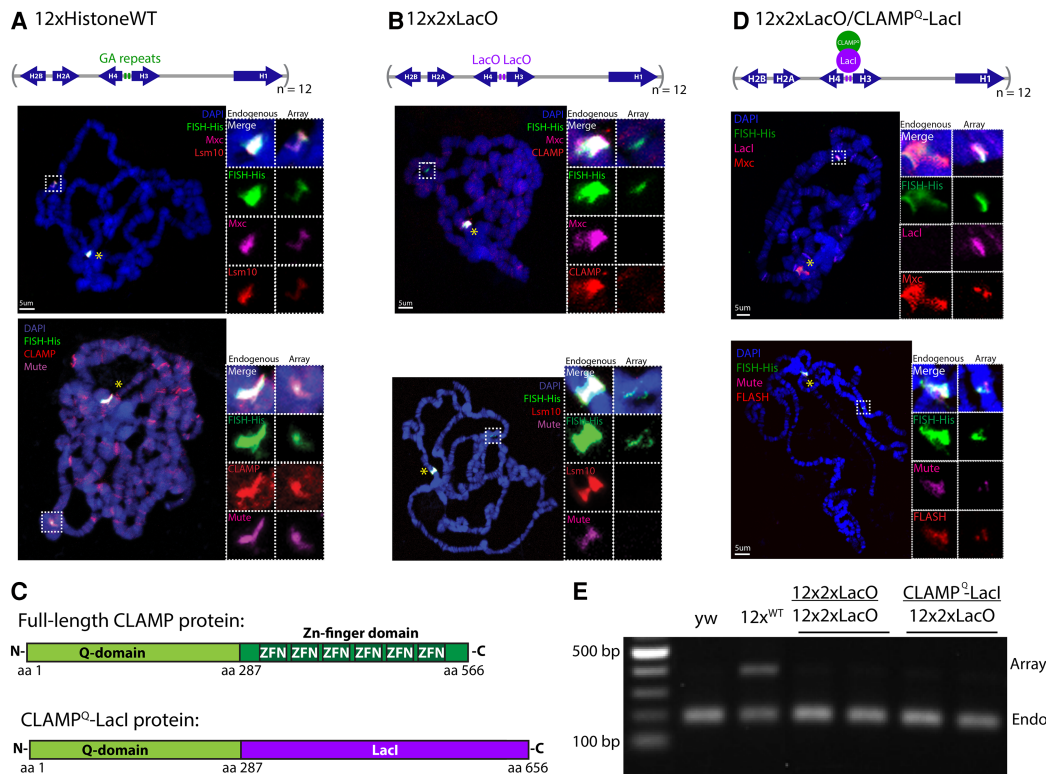 A 12xHistoneWT
GA repeats
H2B H2A H4 H3 H1
n = 12
DAPI
FISH-His
Mxc
Lsm10
Endogenous Array
Merge
FISH-His
Mxc
Lsm10
5um
DAPI
FISH-His
CLAMP
Mute
Endogenous Array
Merge
FISH-His
CLAMP
Mute
B 12x2xLacO
LacO LacO
H2B H2A H4 H3 H1
n = 12
DAPI
FISH-His
Mxc
CLAMP
Endogenous Array
Merge
FISH-His
Mxc
CLAMP
5um
DAPI
FISH-His
Lsm10
Mute
Endogenous Array
Merge
FISH-His
Lsm10
Mute
C
Full-length CLAMP protein:
Zn-finger domain
N- Q-domain ZFN ZFN ZFN ZFN ZFN ZFN -C
aa 1 aa 287 aa 566
CLAMPQ-LacI protein:
N- Q-domain LacI -C
aa 1 aa 287 aa 656
D 12x2xLacO/CLAMPQ-LacI
CLAMPQ
LacI
H2B H2A H4 H3 H1
n = 12
DAPI
FISH-His
LacI
Mxc
Endogenous Array
Merge
FISH-His
LacI
Mxc
5um
DAPI
FISH-His
Mute
FLASH
Endogenous Array
Merge
FISH-His
Mute
FLASH
5um
E
yw 12xWT 12x2xLacO CLAMPQ-LacI
12x2xLacO 12x2xLacO
500 bp
100 bp
Array
Endo